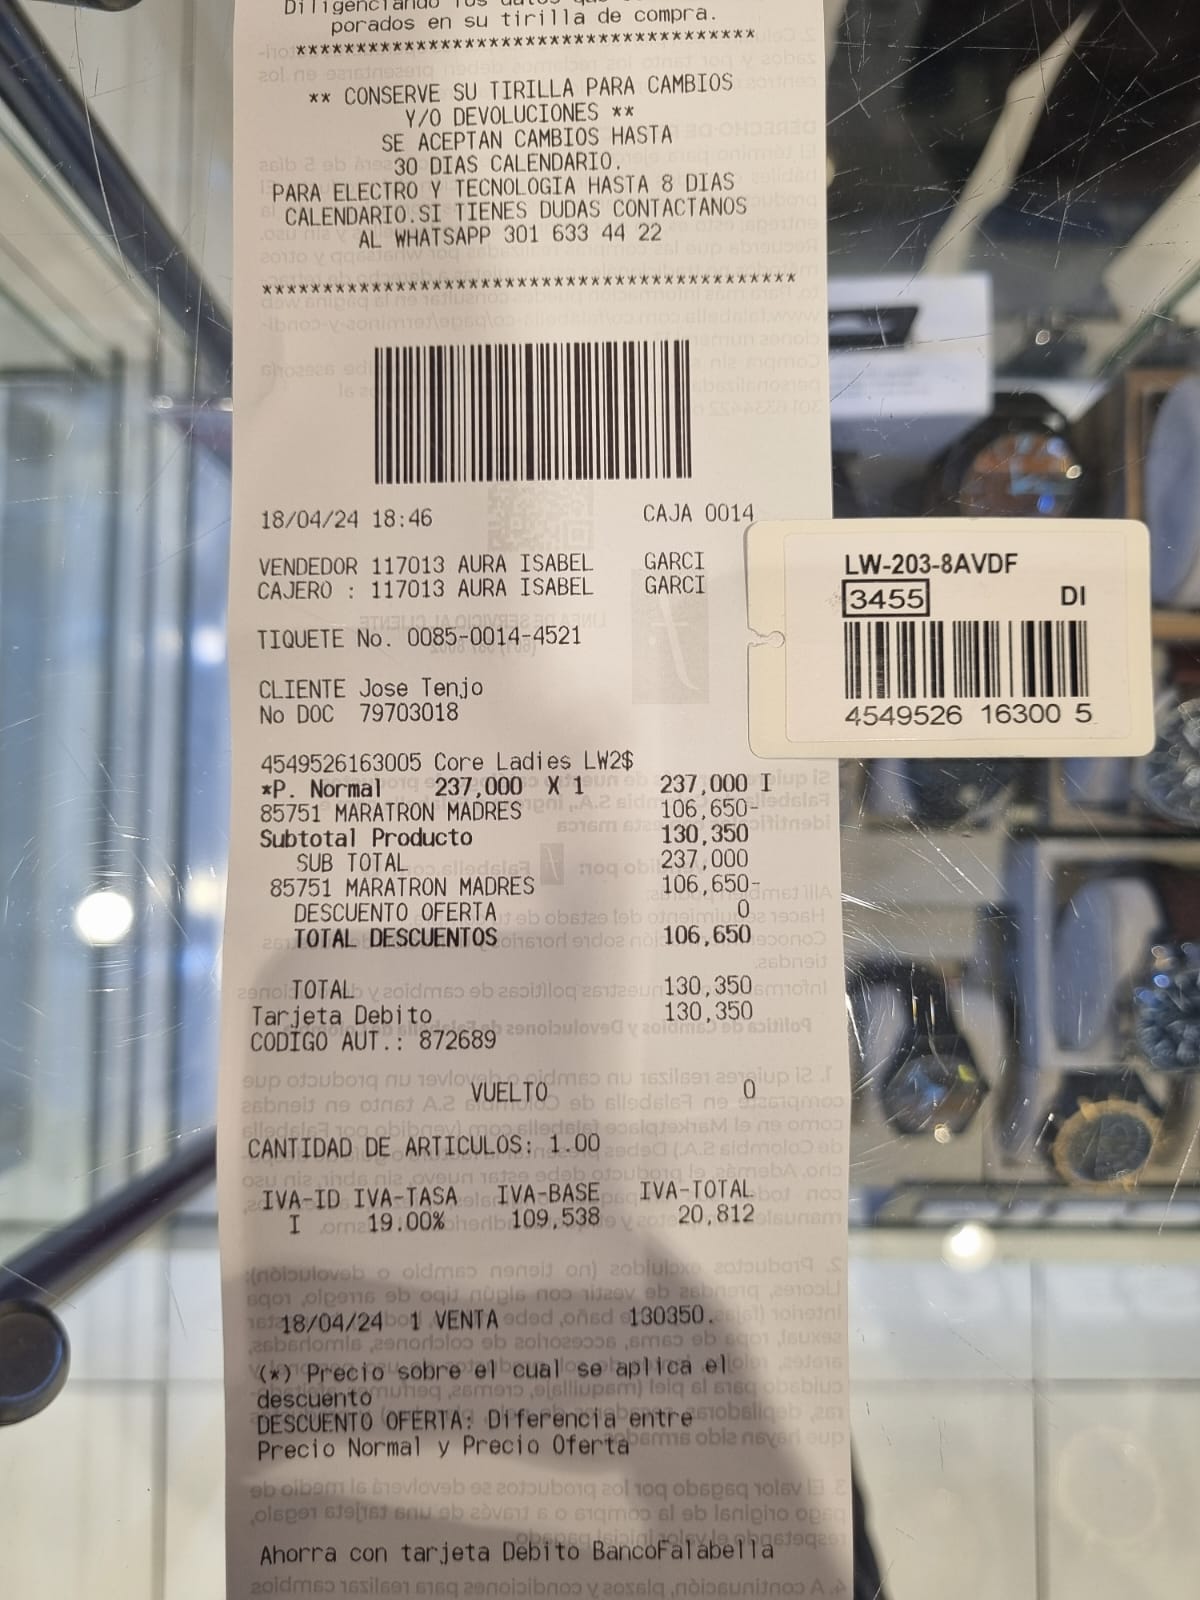 Diligenciando los datos que
porados en su tirilla de compra.
****************************************
** CONSERVE SU TIRILLA PARA CAMBIOS
Y/O DEVOLUCIONES **
SE ACEPTAN CAMBIOS HASTA
30 DIAS CALENDARIO.
PARA ELECTRO Y TECNOLOGIA HASTA 8 DIAS
CALENDARIO.SI TIENES DUDAS CONTACTANOS
AL WHATSAPP 301 633 44 22
********************************************
18/04/24 18:46 CAJA 0014
VENDEDOR 117013 AURA ISABEL GARCI
CAJERO : 117013 AURA ISABEL GARCI
TIQUETE No. 0085-0014-4521
CLIENTE Jose Tenjo
No DOC 79703018
4549526163005 Core Ladies LW2$
*P. Normal 237,000 X 1 237,000 I
85751 MARATRON MADRES 106,650-
Subtotal Producto 130,350
SUB TOTAL 237,000
85751 MARATRON MADRES 106,650-
DESCUENTO OFERTA 0
TOTAL DESCUENTOS 106,650
TOTAL 130,350
Tarjeta Debito 130,350
CODIGO AUT.: 872689
VUELTO 0
CANTIDAD DE ARTICULOS: 1.00
IVA-ID IVA-TASA IVA-BASE IVA-TOTAL
I 19.00% 109,538 20,812
18/04/24 1 VENTA 130350.
(*) Precio sobre el cual se aplica el
descuento
DESCUENTO OFERTA: Diferencia entre
Precio Normal y Precio Oferta
Ahorra con tarjeta Debito BancoFalabella
LW-203-8AVDF
3455 DI
4549526 16300 5